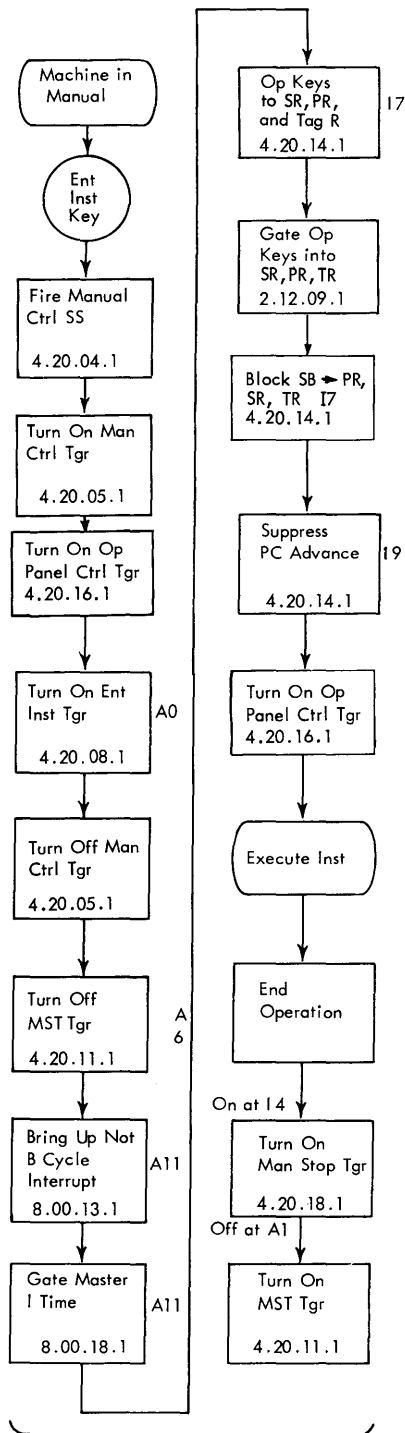 Machine in
Manual
Ent
Inst
Key
Fire Manual
Ctrl SS
4.20.04.1
Turn On Man
Ctrl Tgr
4.20.05.1
Turn On Op
Panel Ctrl Tgr
4.20.16.1
Turn On Ent
Inst Tgr
4.20.08.1
A0
Turn Off Man
Ctrl Tgr
4.20.05.1
Turn Off
MST Tgr
4.20.11.1
A
6
Bring Up Not
B Cycle
Interrupt
8.00.13.1
A11
Gate Master
I Time
8.00.18.1
A11
Op Keys
to SR, PR,
and Tag R
4.20.14.1
I7
Gate Op
Keys into
SR, PR, TR
2.12.09.1
Block SB → PR,
SR, TR I7
4.20.14.1
Suppress
PC Advance
4.20.14.1
I9
Turn On Op
Panel Ctrl Tgr
4.20.16.1
Execute Inst
End
Operation
On at I4
Turn On
Man Stop Tgr
4.20.18.1
Off at A1
Turn On
MST Tgr
4.20.11.1